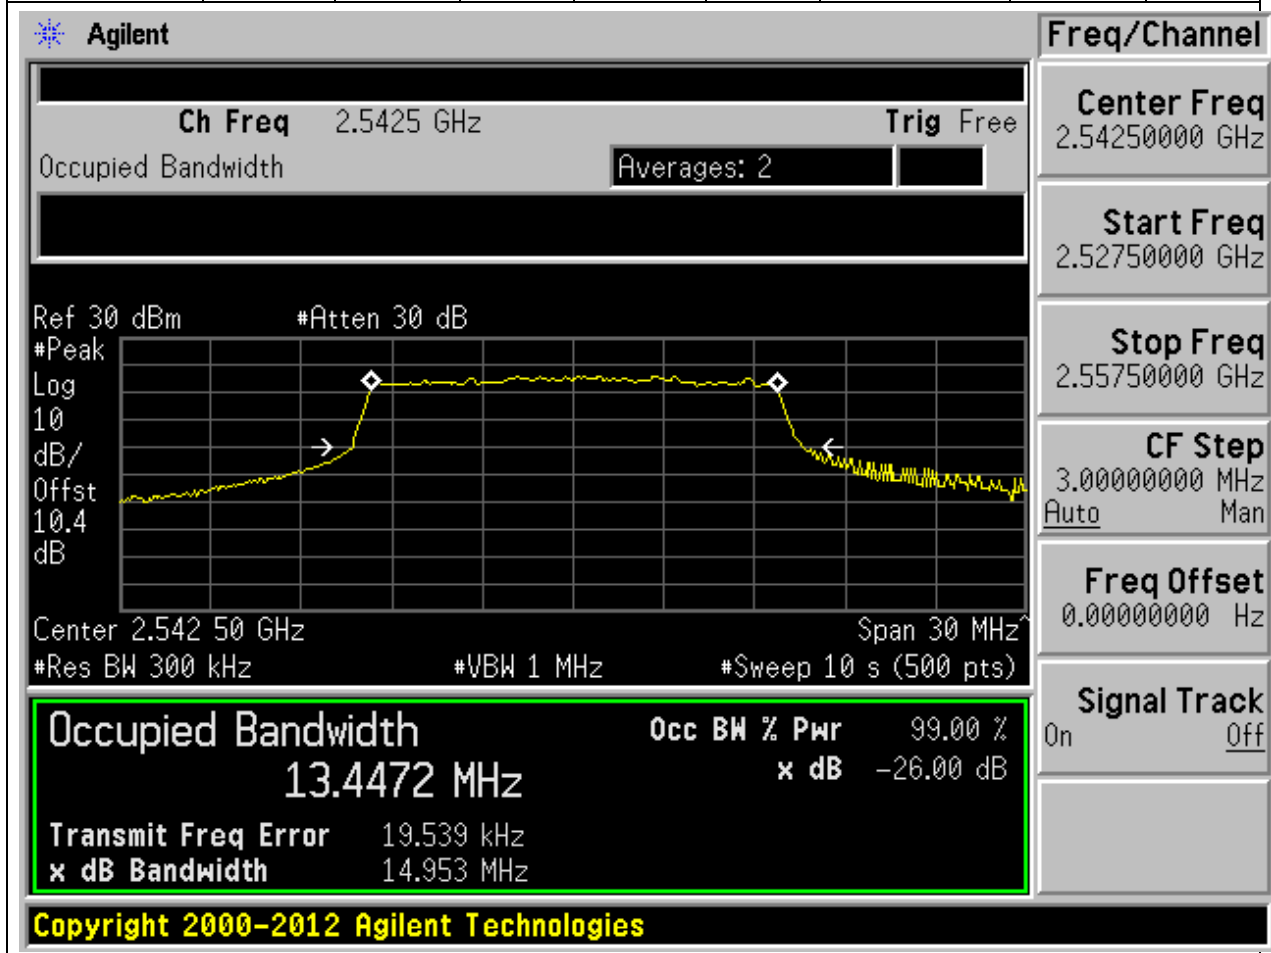 Agilent
Freq/Channel
Ch Freq 2.5425 GHz Trig Free
Occupied Bandwidth Averages: 2
Center Freq
2.54250000 GHz
Start Freq
2.52750000 GHz
Stop Freq
2.55750000 GHz
CF Step
3.00000000 MHz
Auto Man
Freq Offset
0.00000000 Hz
Signal Track
On Off
Ref 30 dBm #Atten 30 dB
#Peak
Log
10
dB/
Offst
10.4
dB
Center 2.542 50 GHz Span 30 MHz^
#Res BW 300 kHz #VBW 1 MHz #Sweep 10 s (500 pts)
Occupied Bandwidth Occ BW % Pwr 99.00 %
13.4472 MHz x dB -26.00 dB
Transmit Freq Error 19.539 kHz
x dB Bandwidth 14.953 MHz
Copyright 2000-2012 Agilent Technologies